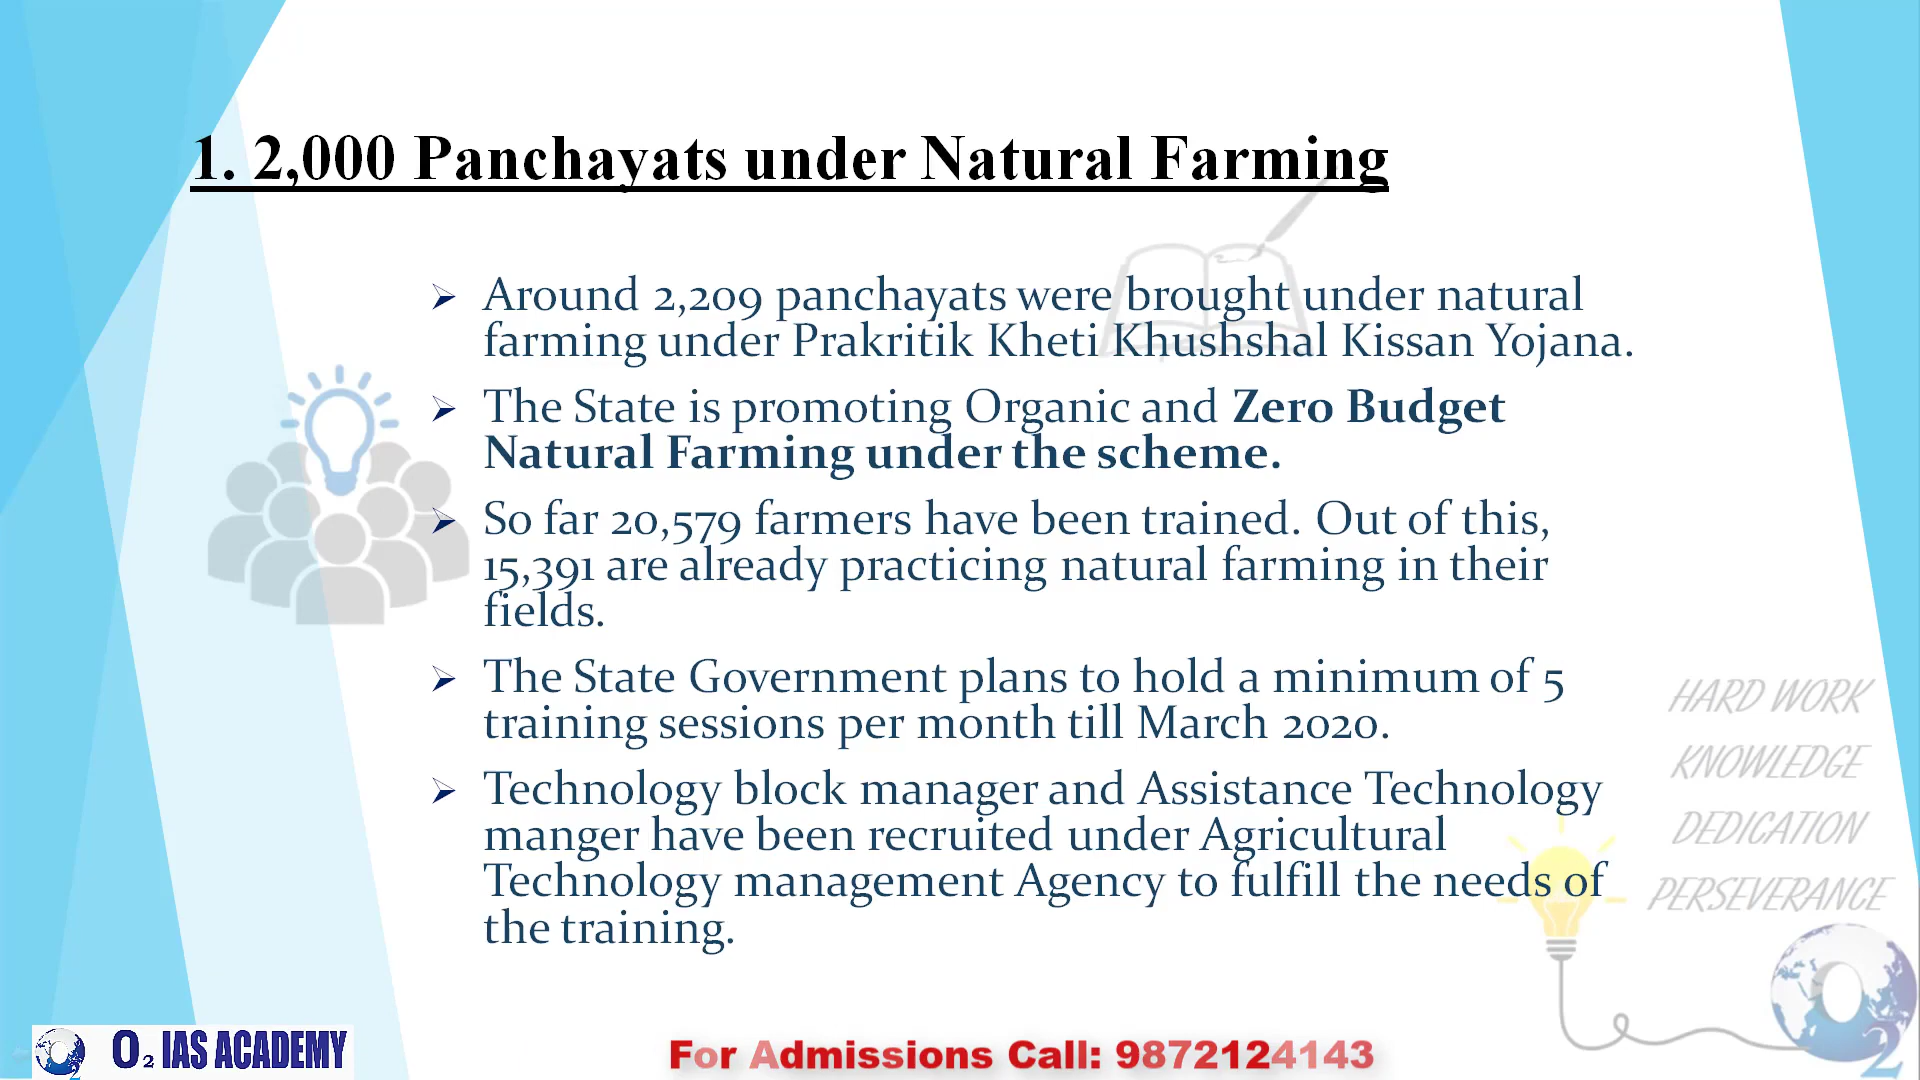 1. 2,000 Panchayats under Natural Farming
➢ Around 2,209 panchayats were brought under natural
farming under Prakritik Kheti Khushshal Kissan Yojana.
➢ The State is promoting Organic and Zero Budget
Natural Farming under the scheme.
➢ So far 20,579 farmers have been trained. Out of this,
15,391 are already practicing natural farming in their
fields.
➢ The State Government plans to hold a minimum of 5
training sessions per month till March 2020.
➢ Technology block manager and Assistance Technology
manger have been recruited under Agricultural
Technology management Agency to fulfill the needs of
the training.
HARD WORK
KNOWLEDGE
DEDICATION
PERSEVERANCE
O2
O2 IAS ACADEMY
For Admissions Call: 9872124143